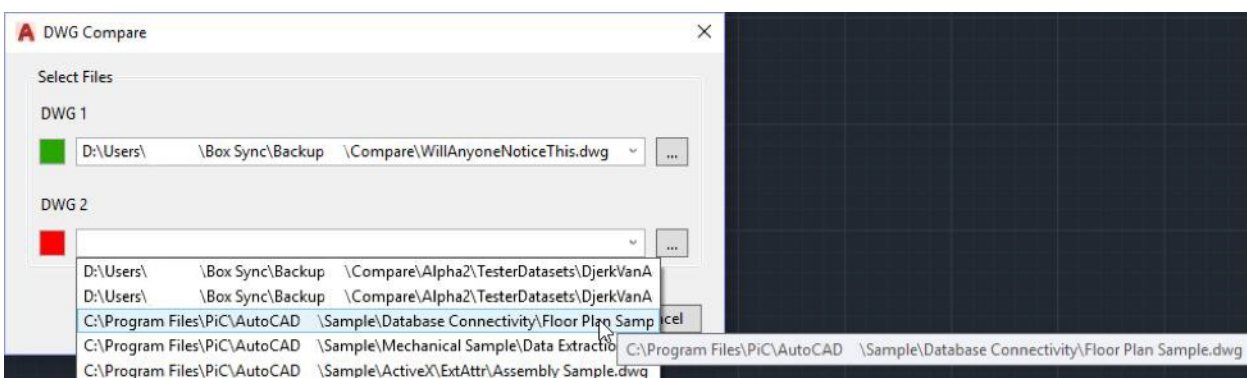 DWG Compare
Select Files
DWG 1
D:\Users\ \Box Sync\Backup \Compare\WillAnyoneNoticeThis.dwg ...
DWG 2
...
D:\Users\ \Box Sync\Backup \Compare\Alpha2\TesterDatasets\DjerkVanA
D:\Users\ \Box Sync\Backup \Compare\Alpha2\TesterDatasets\DjerkVanA
C:\Program Files\PiC\AutoCAD \Sample\Database Connectivity\Floor Plan Samp cel
C:\Program Files\PiC\AutoCAD \Sample\Mechanical Sample\Data Extractio
C:\Program Files\PiC\AutoCAD \Sample\Database Connectivity\Floor Plan Sample.dwg
C:\Program Files\PiC\AutoCAD \Sample\ActiveX\ExtAttr\Assembly Sample.dwg